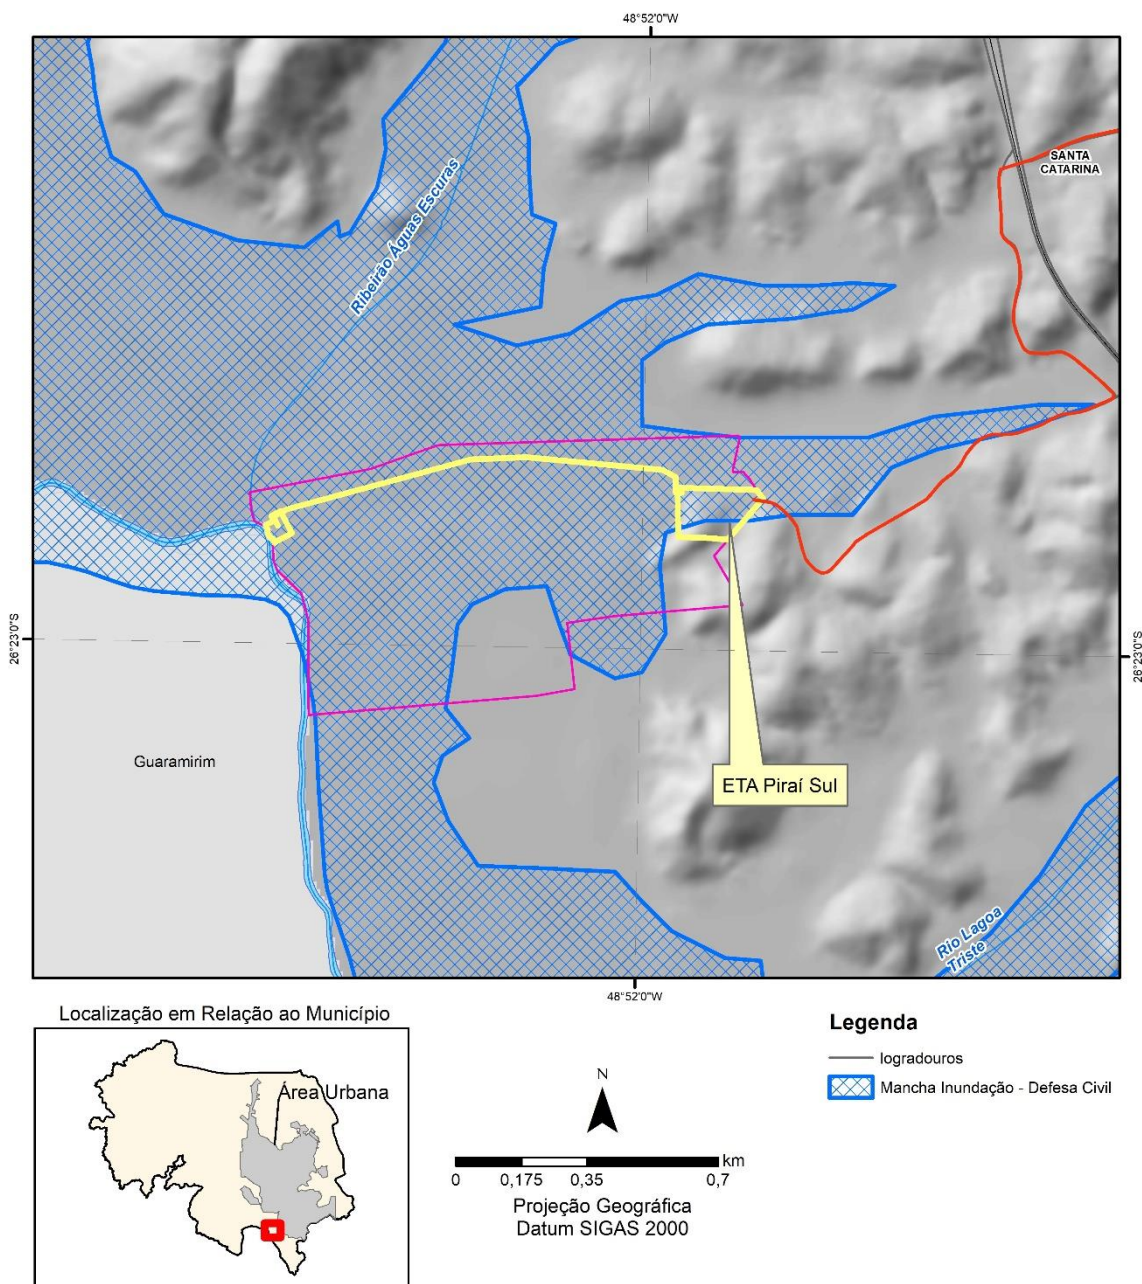 48°52'0"W
SANTA
CATARINA
Ribeirão Águas Escuras
26°23'0"S
26°23'0"S
Guaramirim
ETA Piraí Sul
Rio Lagoa
Triste
48°52'0"W
Localização em Relação ao Município
Área Urbana
N
km
0 0,175 0,35 0,7
Projeção Geográfica
Datum SIGAS 2000
Legenda
logradouros
Mancha Inundação - Defesa Civil